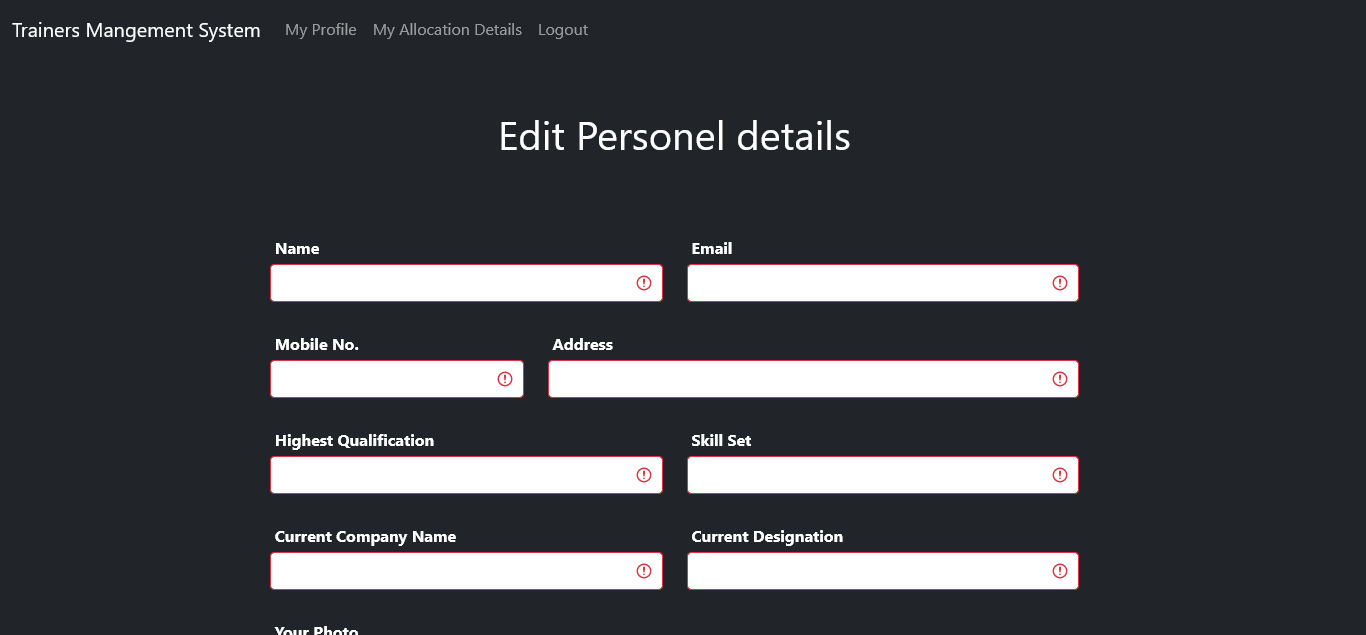 Trainers Mangement System My Profile My Allocation Details Logout
Edit Personel details
Name Email
Mobile No. Address
Highest Qualification Skill Set
Current Company Name Current Designation
Your Photo